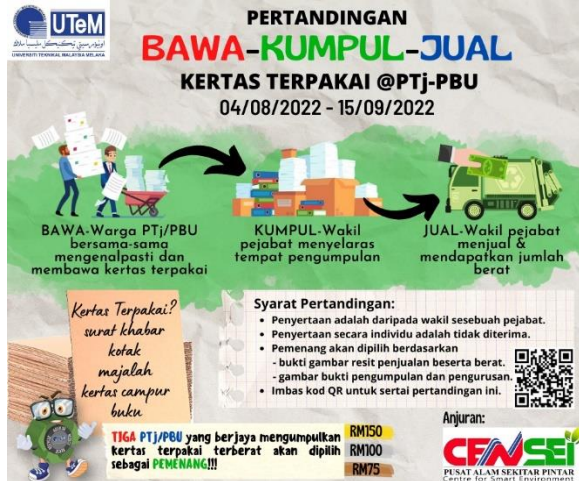 UTeM
اونيۏرسيتي تيكنيكل مليسيا ملاك
UNIVERSITI TEKNIKAL MALAYSIA MELAKA
PERTANDINGAN
BAWA-KUMPUL-JUAL
KERTAS TERPAKAI @PTj-PBU
04/08/2022 - 15/09/2022
BAWA-Warga PTj/PBU
bersama-sama
mengenalpasti dan
membawa kertas terpakai
KUMPUL-Wakil
pejabat menyelaras
tempat pengumpulan
JUAL-Wakil pejabat
menjual &
mendapatkan jumlah
berat
Kertas Terpakai?
surat khabar
kotak
majalah
kertas campur
buku
Syarat Pertandingan:
• Penyertaan adalah daripada wakil sesebuah pejabat.
• Penyertaan secara individu adalah tidak diterima.
• Pemenang akan dipilih berdasarkan
- bukti gambar resit penjualan beserta berat.
- gambar bukti pengumpulan dan pengurusan.
• Imbas kod QR untuk sertai pertandingan ini.
TIGA PTj/PBU yang berjaya mengumpulkan
kertas terpakai terberat akan dipilih
sebagai PEMENANG!!!
RM150
RM100
RM75
Anjuran:
CENSEI
PUSAT ALAM SEKITAR PINTAR
Centre for Smart Environment